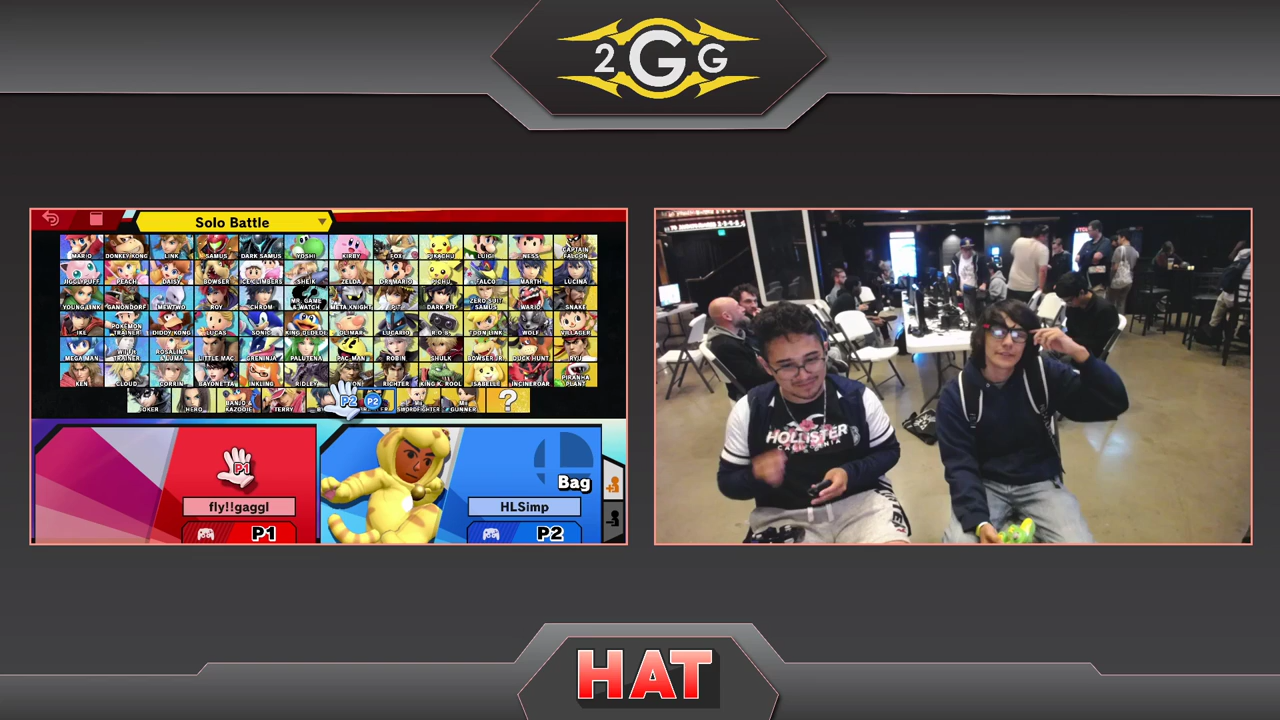 2GG
Solo Battle
MARIO DONKEY KONG LINK SAMUS DARK SAMUS YOSHI KIRBY FOX PIKACHU LUIGI NESS CAPTAIN FALCON
JIGGLYPUFF PEACH DAISY BOWSER ICE CLIMBERS SHEIK ZELDA DR. MARIO PICHU FALCO MARTH LUCINA
YOUNG LINK GANONDORF MEWTWO ROY CHROM MR. GAME & WATCH META KNIGHT PIT DARK PIT ZERO SUIT SAMUS WARIO SNAKE
IKE POKÉMON TRAINER DIDDY KONG LUCAS SONIC KING DEDEDE OLIMAR LUCARIO R.O.B. TOON LINK WOLF VILLAGER
MEGA MAN Wii Fit TRAINER ROSALINA & LUMA LITTLE MAC GRENINJA PALUTENA PAC-MAN ROBIN SHULK BOWSER JR. DUCK HUNT RYU
KEN CLOUD CORRIN BAYONETTA INKLING RIDLEY RICHTER KING K. ROOL ISABELLE INCINEROAR PIRANHA PLANT
JOKER HERO BANJO & KAZOOIE TERRY P2 P2 SWORDFIGHTER Mii GUNNER ?
P1
fly!!gaggl
P1
Bag
HLSimp
P2
HOLLISTER
CALIFORNIA
HAT